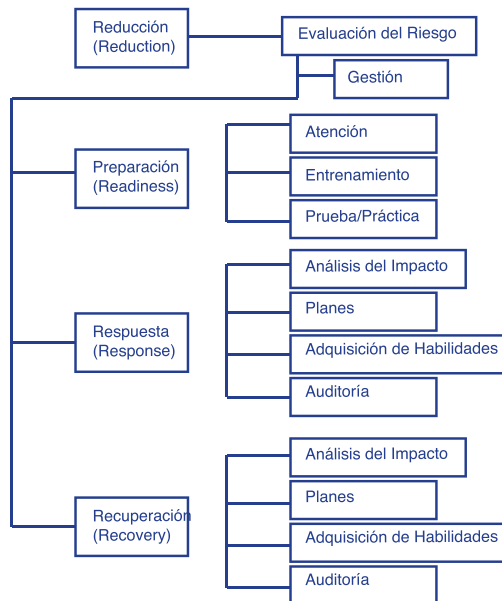 Reducción
(Reduction)
Evaluación del Riesgo
Gestión
Preparación
(Readiness)
Atención
Entrenamiento
Prueba/Práctica
Respuesta
(Response)
Análisis del Impacto
Planes
Adquisición de Habilidades
Auditoría
Recuperación
(Recovery)
Análisis del Impacto
Planes
Adquisición de Habilidades
Auditoría